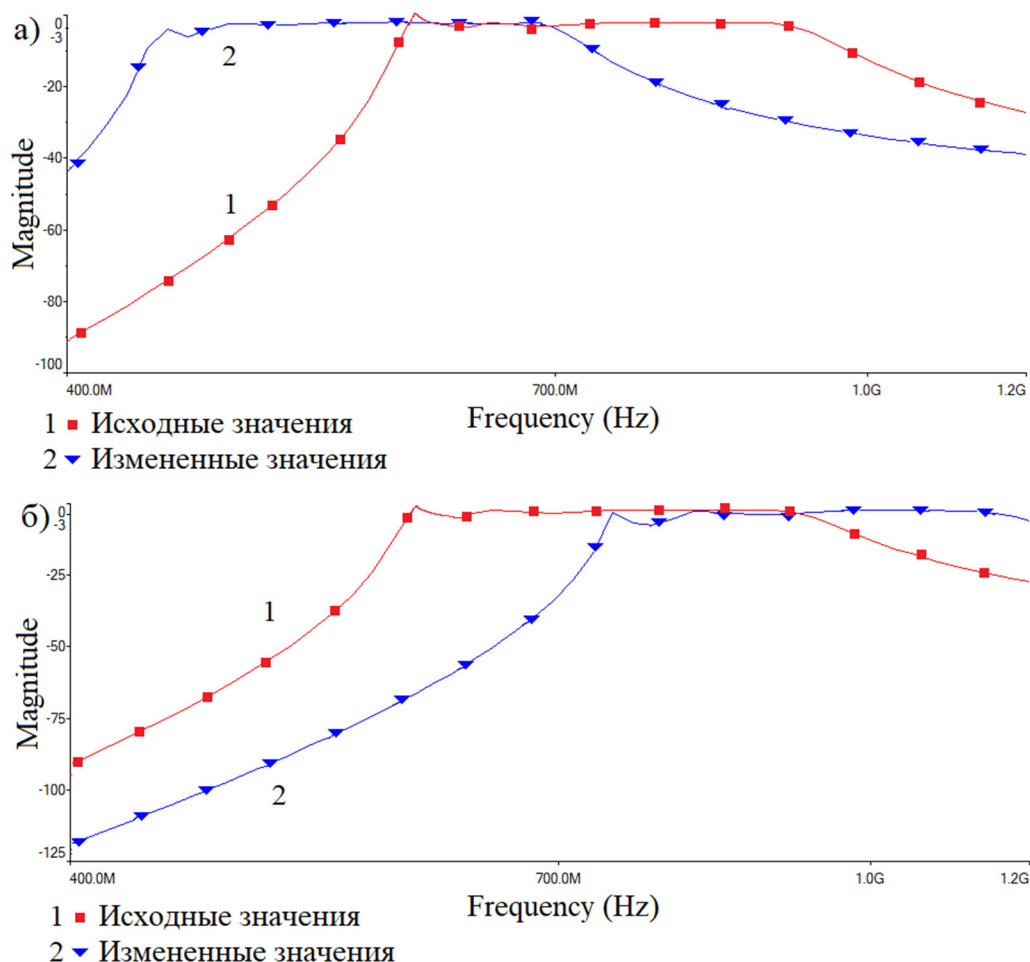 а)
0
-3
-20
-40
-60
-80
-100
Magnitude
2
1
400.0M 700.0M 1.0G 1.2G
Frequency (Hz)
1 Исходные значения
2 Измененные значения
б)
0
-3
-25
-50
-75
-100
-125
Magnitude
1
2
400.0M 700.0M 1.0G 1.2G
Frequency (Hz)
1 Исходные значения
2 Измененные значения